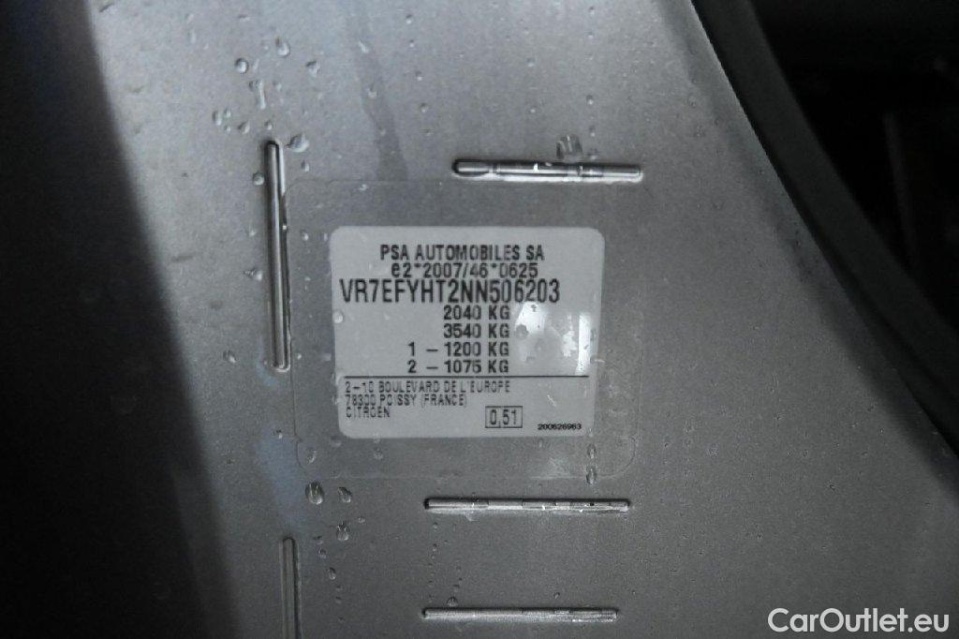 PSA AUTOMOBILES SA
e2*2007/46*0625
VR7EFYHT2NN506203
2040 KG
3540 KG
1 - 1200 KG
2 - 1075 KG
2-10 BOULEVARD DE L'EUROPE
78300 POISSY (FRANCE)
CITROEN
0,51
200626963
CarOutlet.eu